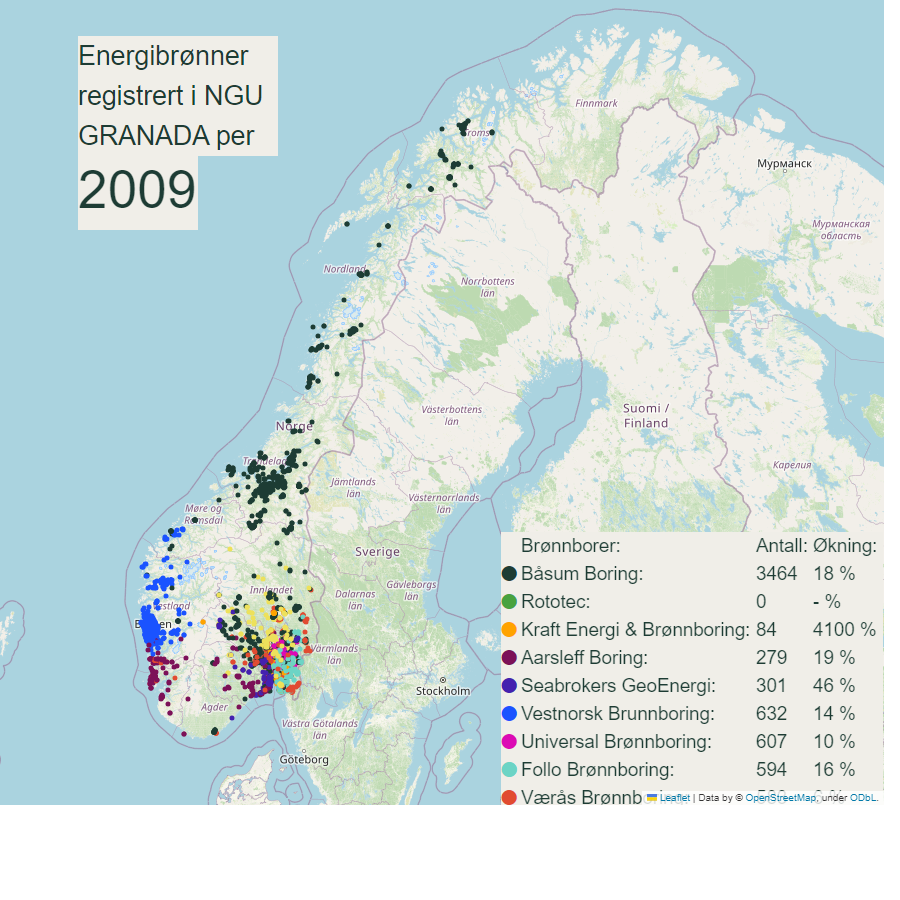 Energibrønner
registrert i NGU
GRANADA per
2009
Finnmark
Troms
Мурманск
Мурманская
область
Nordland
Norrbottens
län
Västerbottens
län
Suomi /
Finland
Norge
Trøndelag
Карелия
Jämtlands
län
Västernorrlands
län
Møre og
Romsdal
Sverige
Gävleborgs
län
Innlandet
Dalarnas
län
Vestland
Bergen
Värmlands
län
Stockholm
Agder
Västra Götalands
län
Göteborg
Brønnborer: Antall: Økning:
Båsum Boring: 3464 18 %
Rototec: 0 - %
Kraft Energi & Brønnboring: 84 4100 %
Aarsleff Boring: 279 19 %
Seabrokers GeoEnergi: 301 46 %
Vestnorsk Brunnboring: 632 14 %
Universal Brønnboring: 607 10 %
Follo Brønnboring: 594 16 %
Værås Brønnb
Leaflet | Data by © OpenStreetMap, under ODbL.